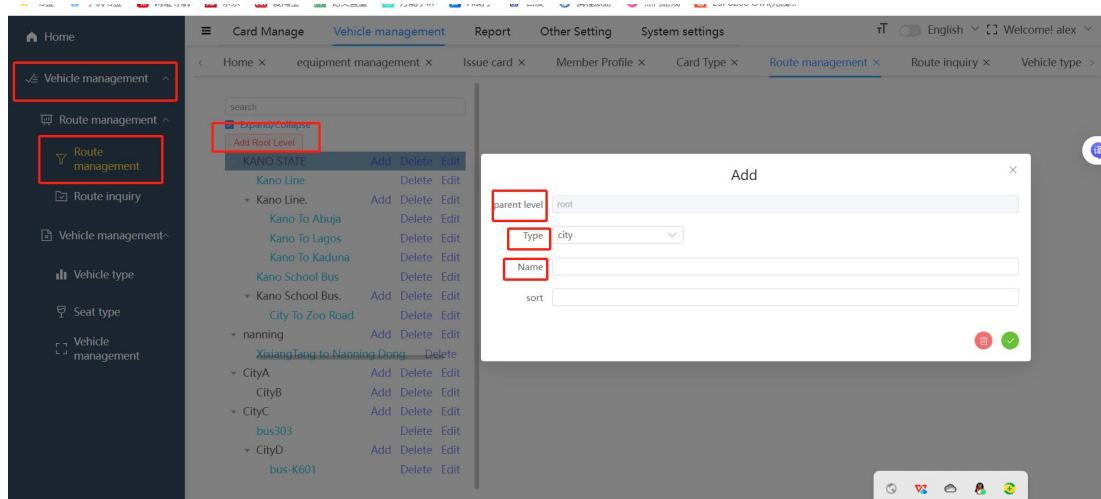 Home
Card Manage Vehicle management Report Other Setting System settings
English Welcome! alex
Vehicle management
Home × equipment management × Issue card × Member Profile × Card Type × Route management × Route inquiry × Vehicle type
Route management
Route
management
Route inquiry
Vehicle management
Vehicle type
Seat type
Vehicle
management
search
Expand/Collapse
Add Root Level
KANO STATE Add Delete Edit
Kano Line Delete Edit
Kano Line. Add Delete Edit
Kano To Abuja Delete Edit
Kano To Lagos Delete Edit
Kano To Kaduna Delete Edit
Kano School Bus Delete Edit
Kano School Bus. Add Delete Edit
City To Zoo Road Delete Edit
nanning Add Delete Edit
XixiangTang to Nanning Dong Delete
CityA Add Delete Edit
CityB Add Delete Edit
CityC Add Delete Edit
bus303 Delete Edit
CityD Add Delete Edit
bus-K601 Delete Edit
Add
parent level root
Type city
Name
sort